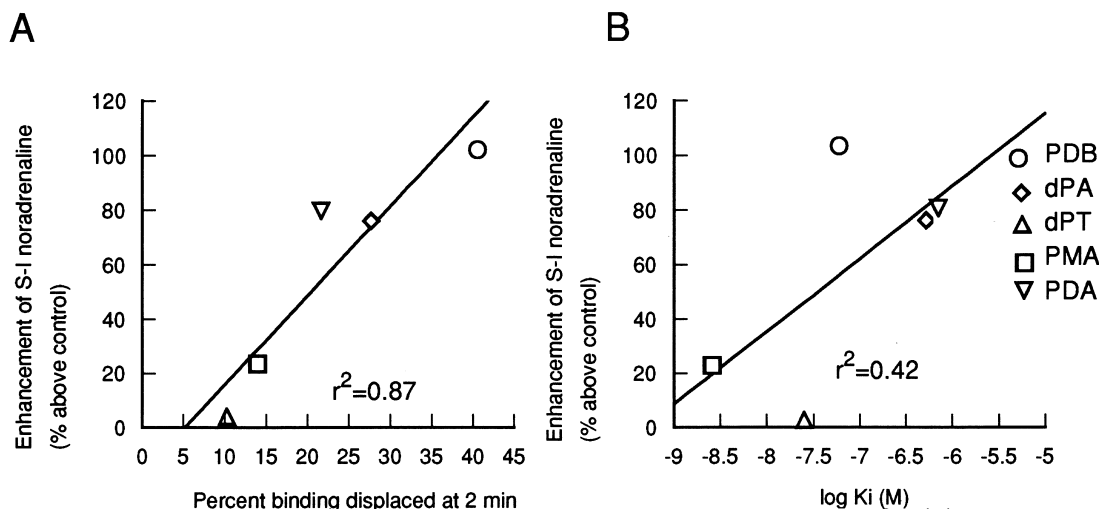 A
B
Enhancement of S-I noradrenaline
(% above control)
120
100
80
60
40
20
0
r2=0.87
0 5 10 15 20 25 30 35 40 45
Percent binding displaced at 2 min
Enhancement of S-I noradrenaline
(% above control)
120
100
80
60
40
20
0
r2=0.42
-9 -8.5 -8 -7.5 -7 -6.5 -6 -5.5 -5
log Ki (M)
PDB
dPA
dPT
PMA
PDA